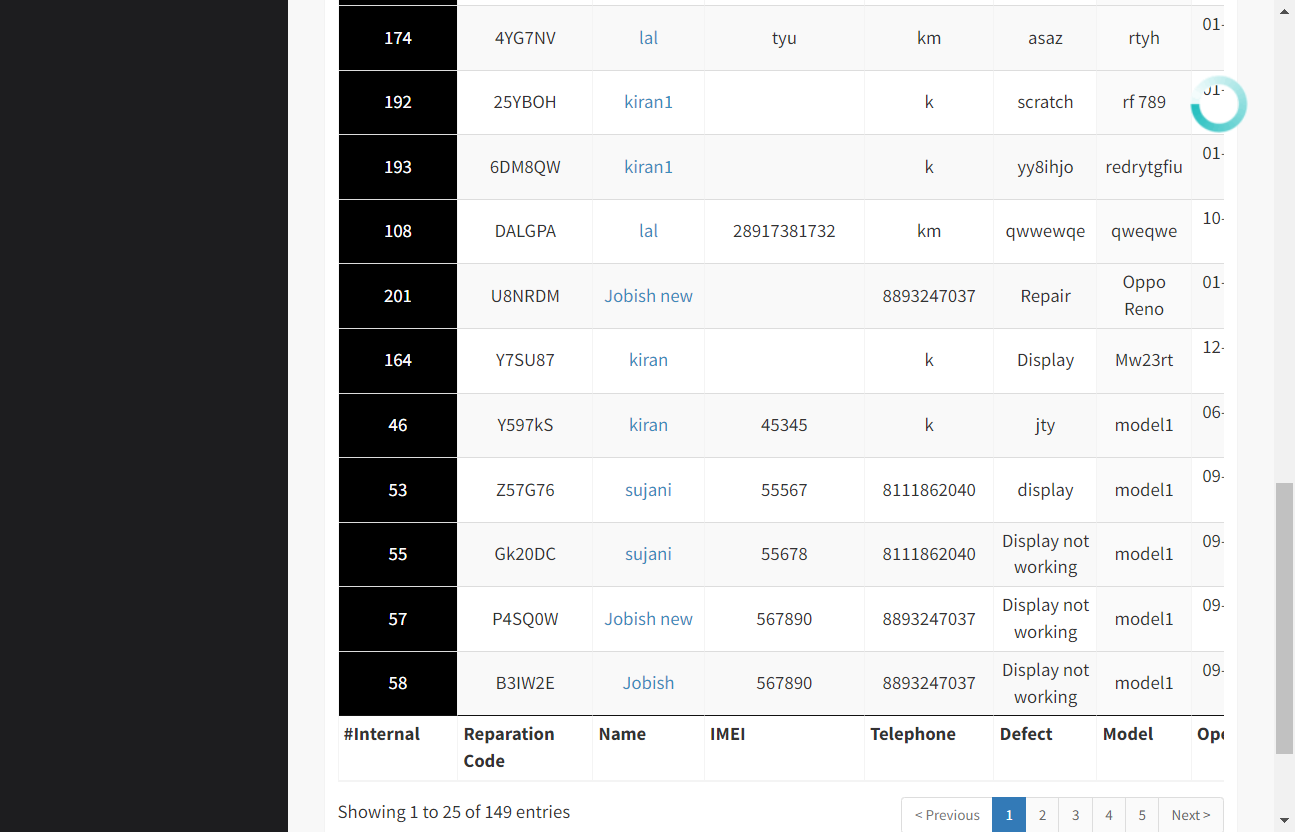 174 4YG7NV lal tyu km asaz rtyh 01-
192 25YBOH kiran1 k scratch rf 789 01-
193 6DM8QW kiran1 k yy8ihjo redrytgfiu 01-
108 DALGPA lal 28917381732 km qwwewqe qweqwe 10-
201 U8NRDM Jobish new 8893247037 Repair Oppo Reno 01-
164 Y7SU87 kiran k Display Mw23rt 12-
46 Y597kS kiran 45345 k jty model1 06-
53 Z57G76 sujani 55567 8111862040 display model1 09-
55 Gk20DC sujani 55678 8111862040 Display not working model1 09-
57 P4SQ0W Jobish new 567890 8893247037 Display not working model1 09-
58 B3IW2E Jobish 567890 8893247037 Display not working model1 09-
#Internal Reparation Code Name IMEI Telephone Defect Model
Showing 1 to 25 of 149 entries < Previous 1 2 3 4 5 Next >